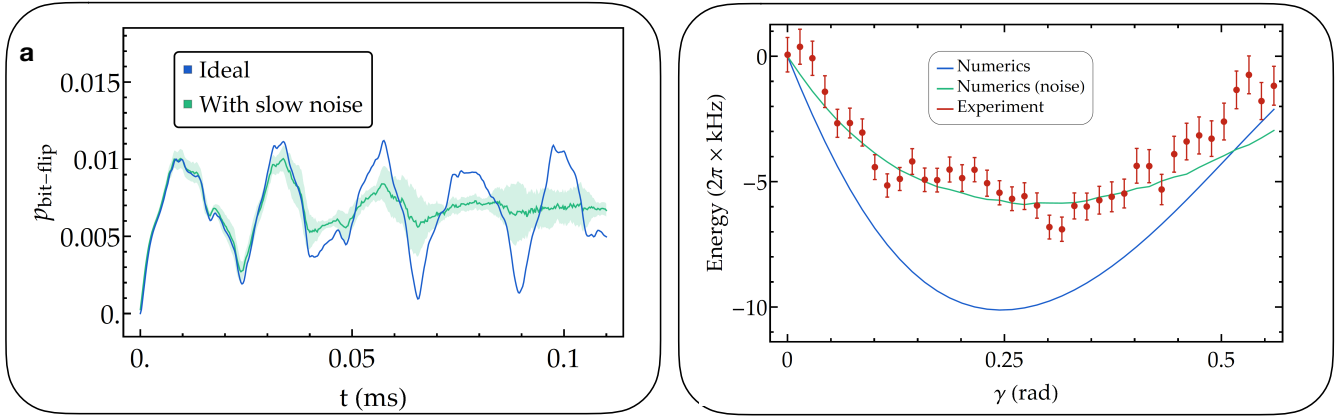 a
p_bit−flip
0.015
0.010
0.005
0.
Ideal
With slow noise
0.
0.05
0.1
t (ms)
Energy (2π × kHz)
0
−5
−10
Numerics
Numerics (noise)
Experiment
0
0.25
0.5
γ (rad)